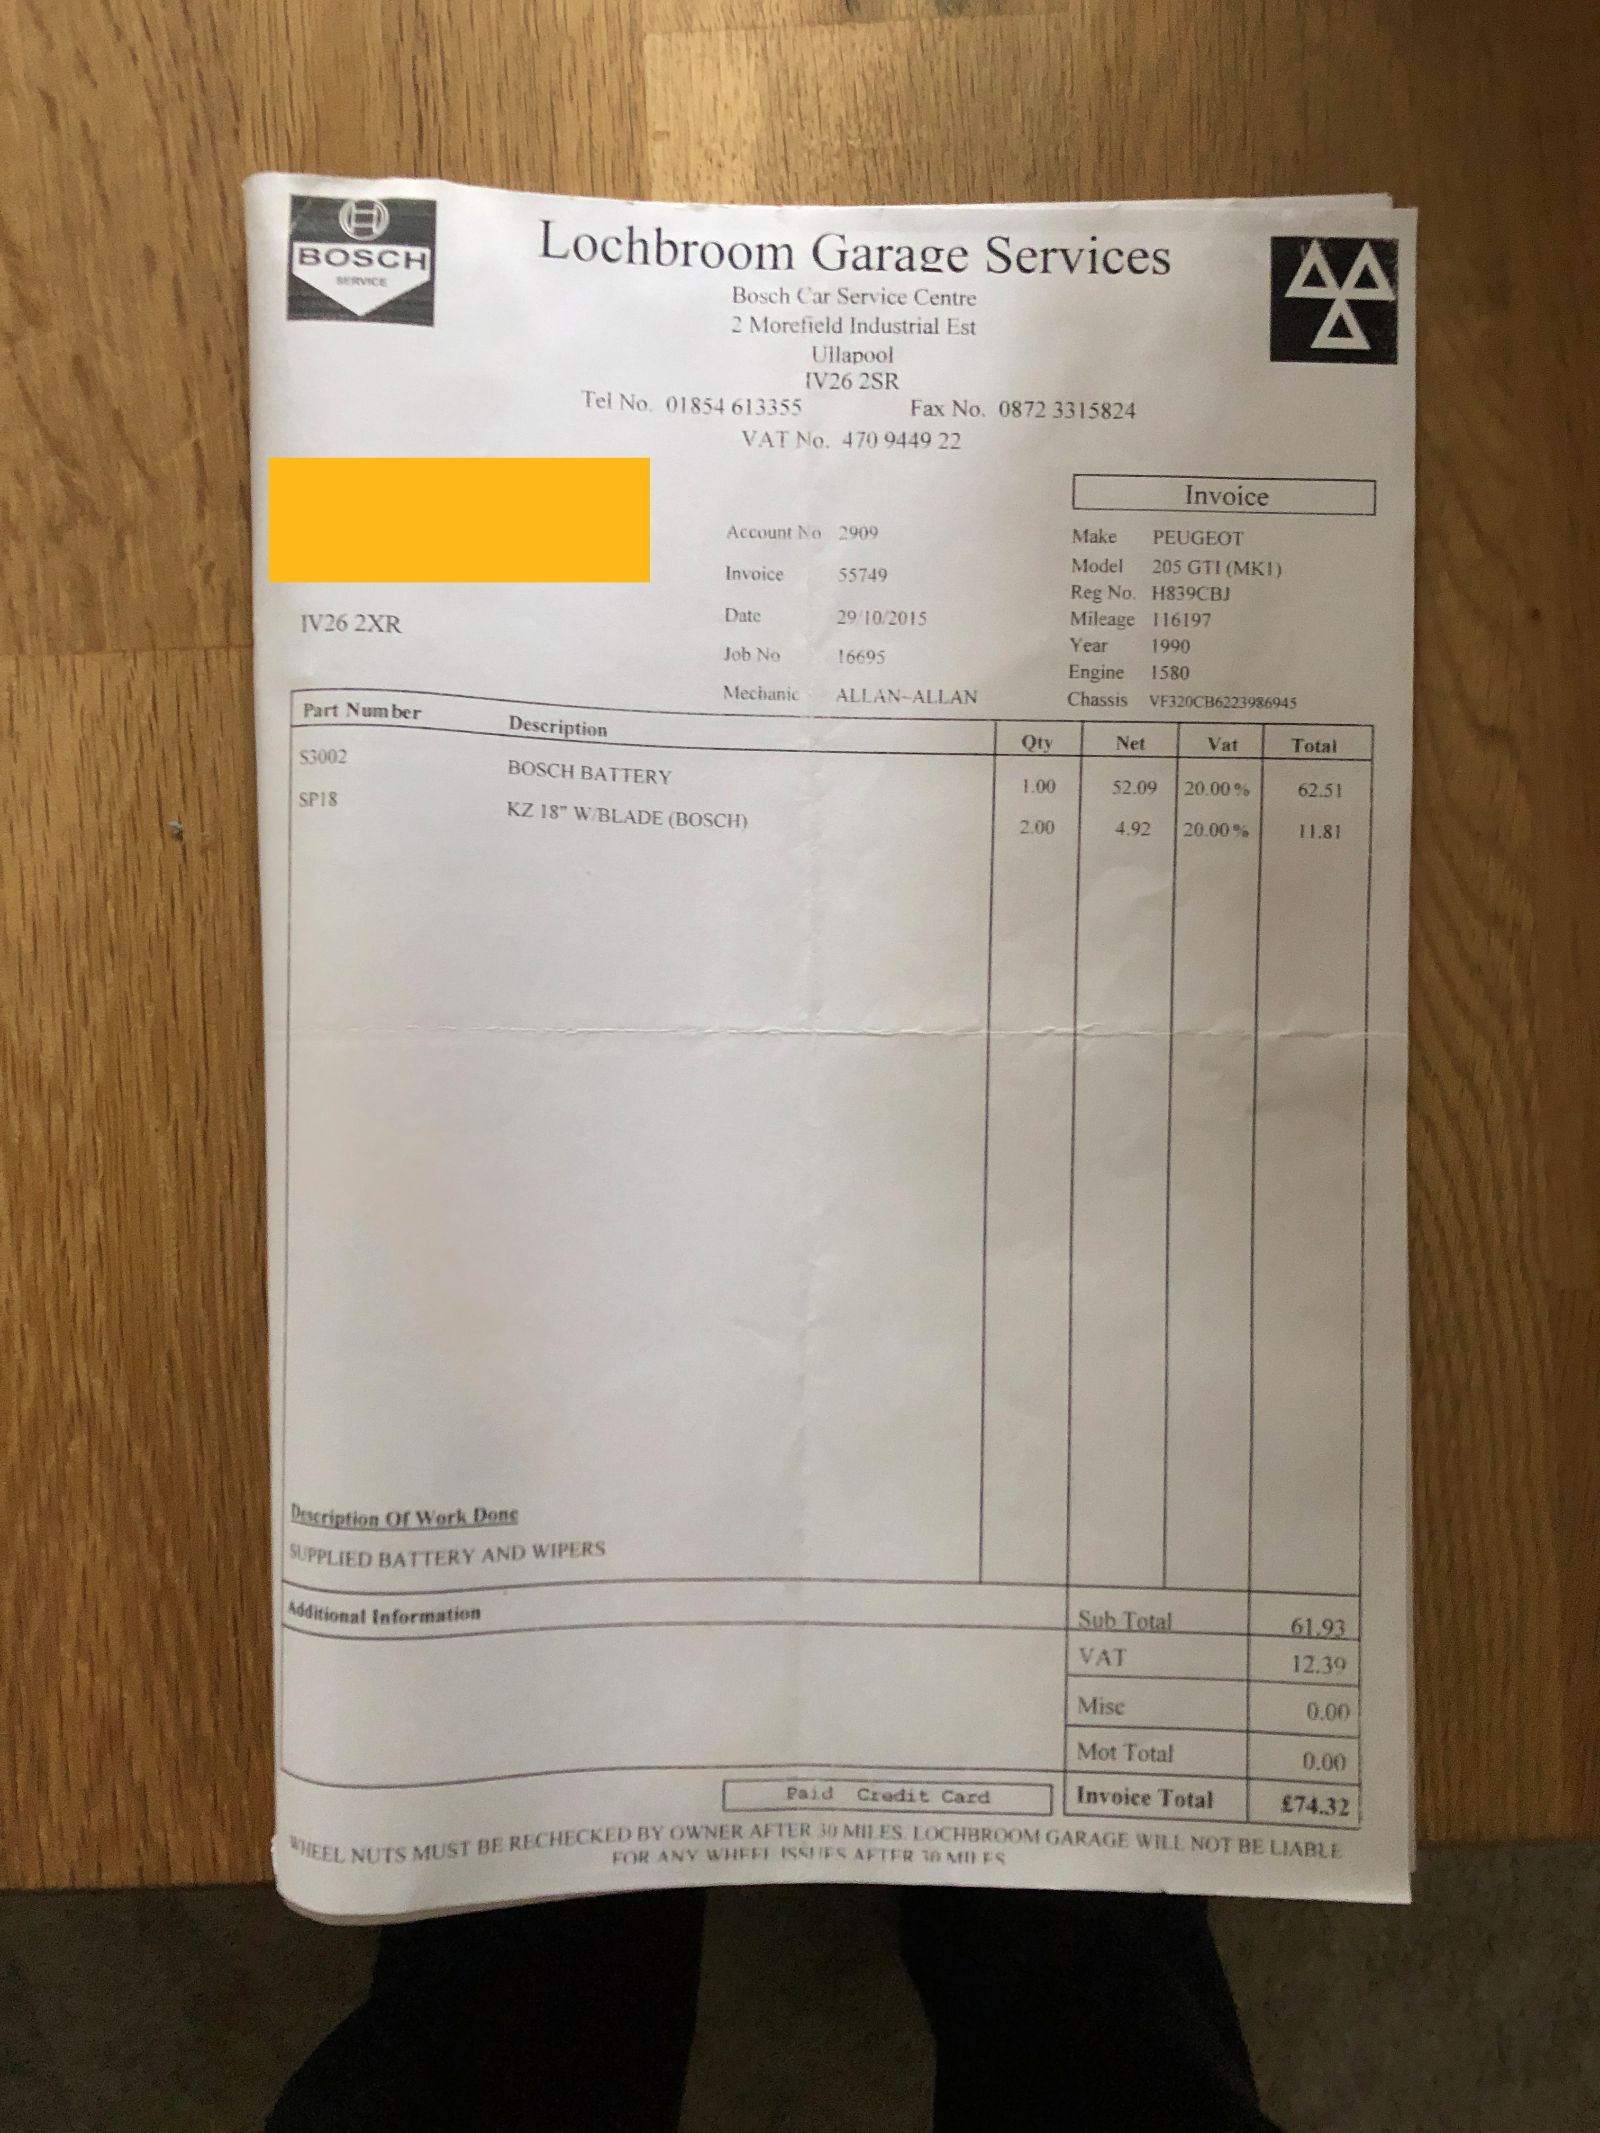 BOSCH
SERVICE
Lochbroom Garage Services
Bosch Car Service Centre
2 Morefield Industrial Est
Ullapool
IV26 2SR
Tel No. 01854 613355 Fax No. 0872 3315824
VAT No. 470 9449 22
IV26 2XR
Account No 2909
Invoice 55749
Date 29/10/2015
Job No 16695
Mechanic ALLAN~ALLAN
Invoice
Make PEUGEOT
Model 205 GTI (MK1)
Reg No. H839CBJ
Mileage 116197
Year 1990
Engine 1580
Chassis VF320CB6223986945
Part Number Description Qty Net Vat Total
S3002 BOSCH BATTERY 1.00 52.09 20.00% 62.51
SP18 KZ 18" W/BLADE (BOSCH) 2.00 4.92 20.00% 11.81
Description Of Work Done
SUPPLIED BATTERY AND WIPERS
Additional Information
Sub Total 61.93
VAT 12.39
Misc 0.00
Mot Total 0.00
Paid Credit Card
Invoice Total £74.32
WHEEL NUTS MUST BE RECHECKED BY OWNER AFTER 30 MILES. LOCHBROOM GARAGE WILL NOT BE LIABLE
FOR ANY WHEEL ISSUES AFTER 30 MILES